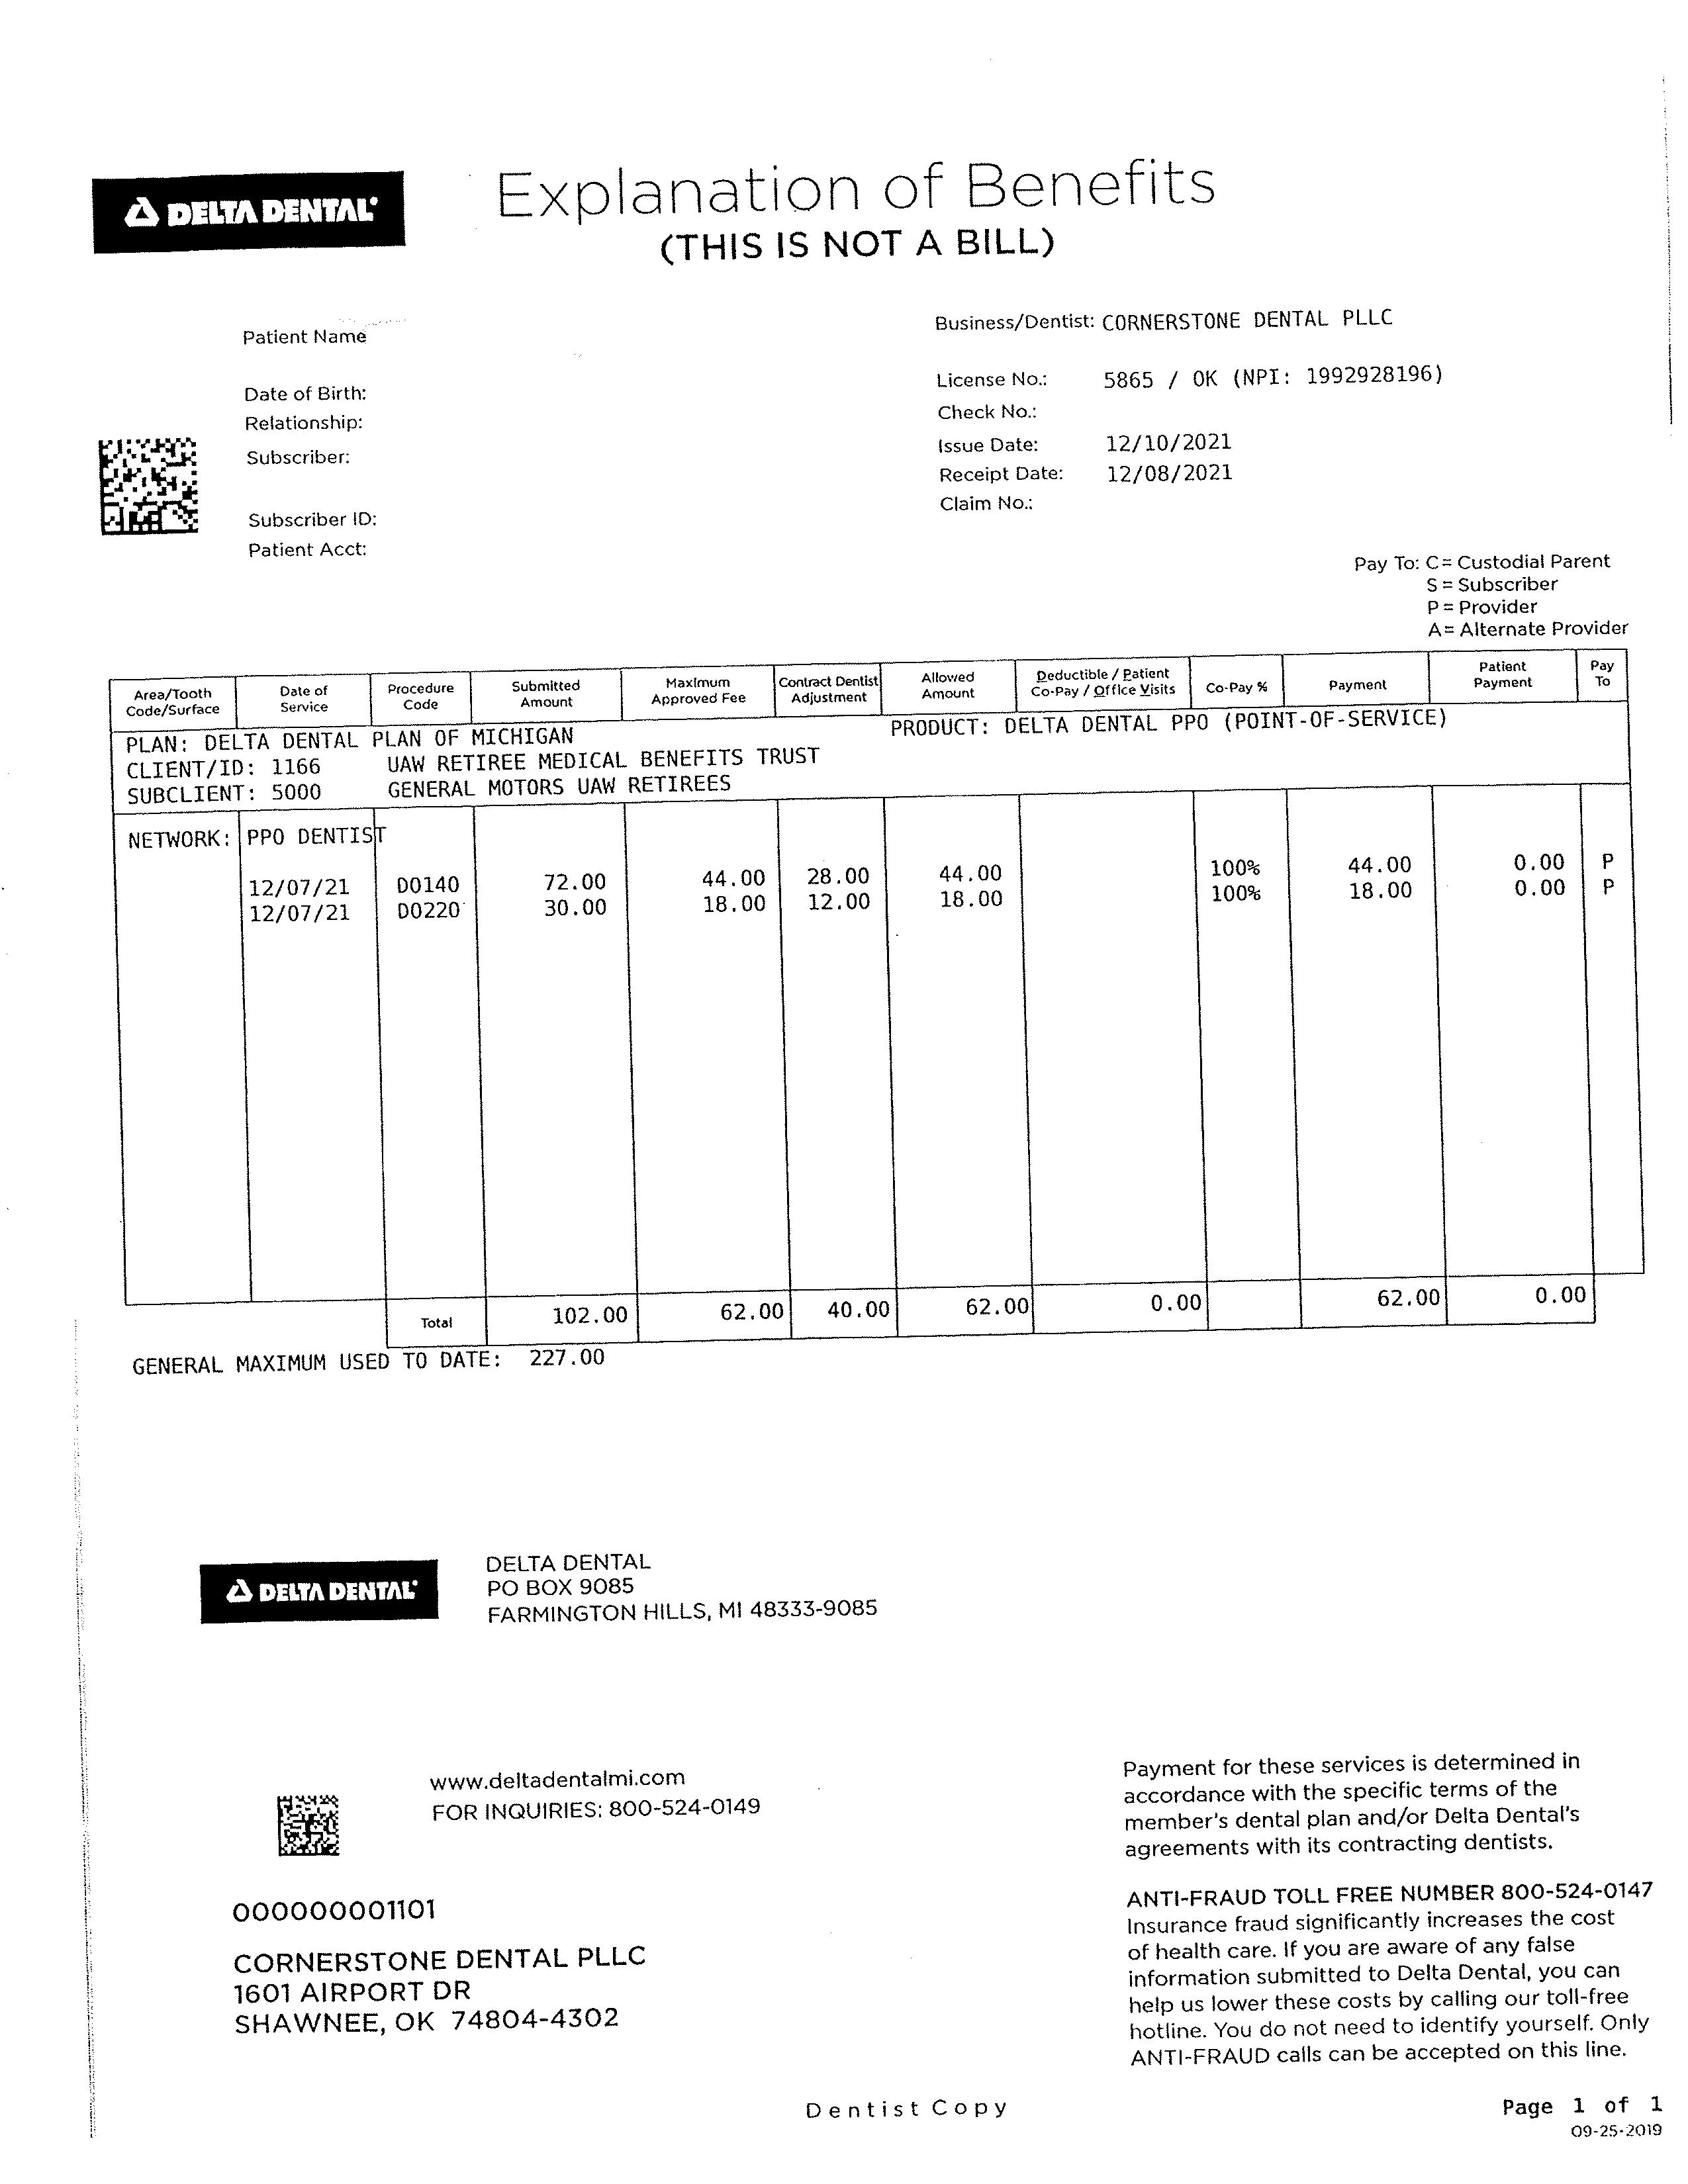 DELTA DENTAL
Explanation of Benefits
(THIS IS NOT A BILL)
Patient Name
Date of Birth:
Relationship:
Subscriber:
Subscriber ID:
Patient Acct:
Business/Dentist: CORNERSTONE DENTAL PLLC
License No.: 5865 / OK (NPI: 1992928196)
Check No.:
Issue Date: 12/10/2021
Receipt Date: 12/08/2021
Claim No.:
Pay To: C = Custodial Parent
S = Subscriber
P = Provider
A = Alternate Provider
Area/Tooth Code/Surface Date of Service Procedure Code Submitted Amount Maximum Approved Fee Contract Dentist Adjustment Allowed Amount Deductible / Patient Co-Pay / Office Visits Co-Pay % Payment Patient Payment Pay To
PLAN: DELTA DENTAL PLAN OF MICHIGAN PRODUCT: DELTA DENTAL PPO (POINT-OF-SERVICE)
CLIENT/ID: 1166 UAW RETIREE MEDICAL BENEFITS TRUST
SUBCLIENT: 5000 GENERAL MOTORS UAW RETIREES
NETWORK: PPO DENTIST
12/07/21 D0140 72.00 44.00 28.00 44.00 100% 44.00 0.00 P
12/07/21 D0220 30.00 18.00 12.00 18.00 100% 18.00 0.00 P
Total 102.00 62.00 40.00 62.00 0.00 62.00 0.00
GENERAL MAXIMUM USED TO DATE: 227.00
DELTA DENTAL
DELTA DENTAL
PO BOX 9085
FARMINGTON HILLS, MI 48333-9085
www.deltadentalmi.com
FOR INQUIRIES: 800-524-0149
000000001101
CORNERSTONE DENTAL PLLC
1601 AIRPORT DR
SHAWNEE, OK 74804-4302
Payment for these services is determined in
accordance with the specific terms of the
member's dental plan and/or Delta Dental's
agreements with its contracting dentists.
ANTI-FRAUD TOLL FREE NUMBER 800-524-0147
Insurance fraud significantly increases the cost
of health care. If you are aware of any false
information submitted to Delta Dental, you can
help us lower these costs by calling our toll-free
hotline. You do not need to identify yourself. Only
ANTI-FRAUD calls can be accepted on this line.
Dentist Copy
Page 1 of 1
09-25-2019